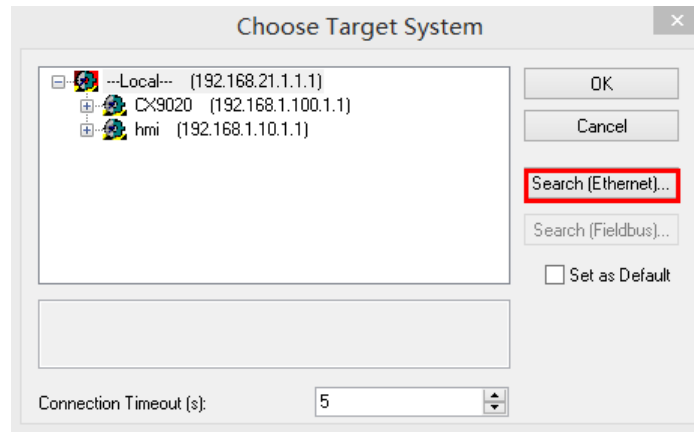 Choose Target System
---Local--- (192.168.21.1.1.1)
CX9020 (192.168.1.100.1.1)
hmi (192.168.1.10.1.1)
OK
Cancel
Search (Ethernet)...
Search (Fieldbus)...
Set as Default
Connection Timeout (s):
5